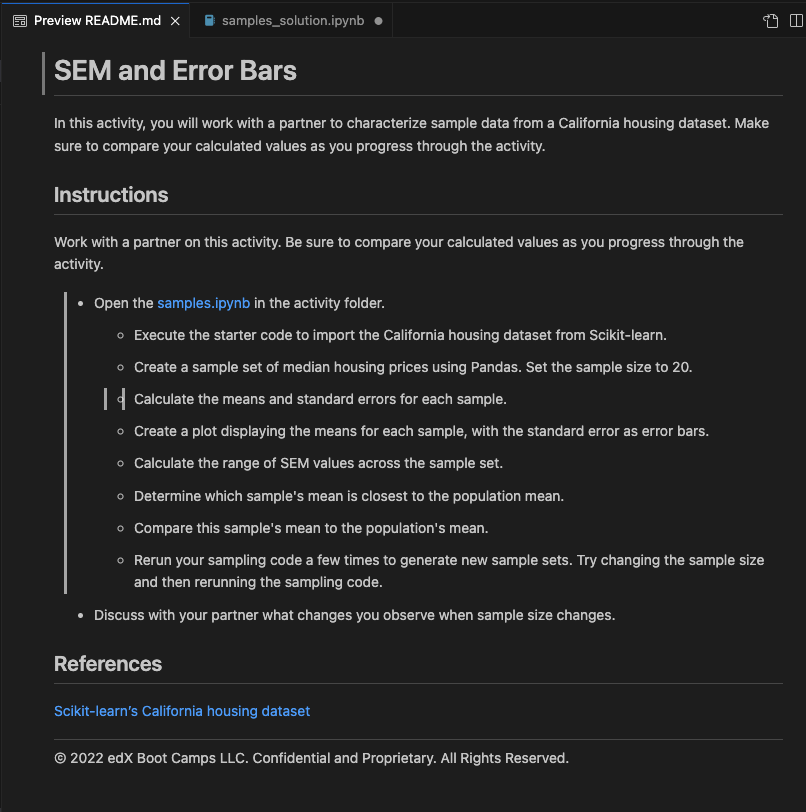 Preview README.md
samples_solution.ipynb
SEM and Error Bars
In this activity, you will work with a partner to characterize sample data from a California housing dataset. Make
sure to compare your calculated values as you progress through the activity.
Instructions
Work with a partner on this activity. Be sure to compare your calculated values as you progress through the
activity.
Open the samples.ipynb in the activity folder.
Execute the starter code to import the California housing dataset from Scikit-learn.
Create a sample set of median housing prices using Pandas. Set the sample size to 20.
Calculate the means and standard errors for each sample.
Create a plot displaying the means for each sample, with the standard error as error bars.
Calculate the range of SEM values across the sample set.
Determine which sample's mean is closest to the population mean.
Compare this sample's mean to the population's mean.
Rerun your sampling code a few times to generate new sample sets. Try changing the sample size
and then rerunning the sampling code.
Discuss with your partner what changes you observe when sample size changes.
References
Scikit-learn’s California housing dataset
© 2022 edX Boot Camps LLC. Confidential and Proprietary. All Rights Reserved.